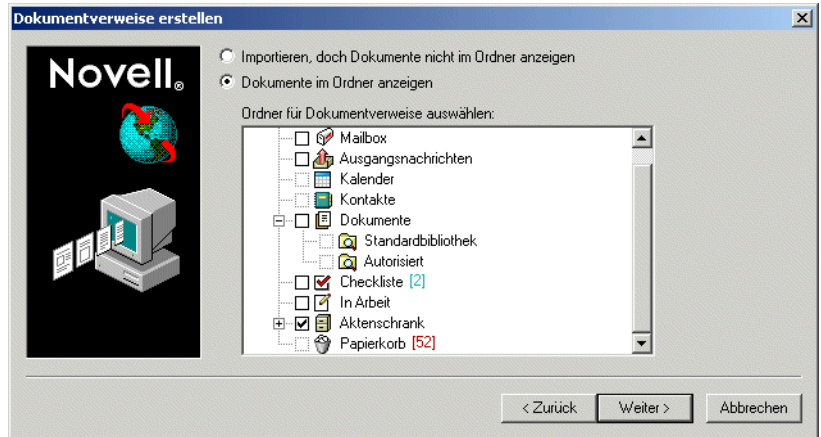 Dokumentverweise erstellen
Novell®
Importieren, doch Dokumente nicht im Ordner anzeigen
Dokumente im Ordner anzeigen
Ordner für Dokumentverweise auswählen:
Mailbox
Ausgangsnachrichten
Kalender
Kontakte
Dokumente
Standardbibliothek
Autorisiert
Checkliste [2]
In Arbeit
Aktenschrank
Papierkorb [52]
< Zurück
Weiter >
Abbrechen